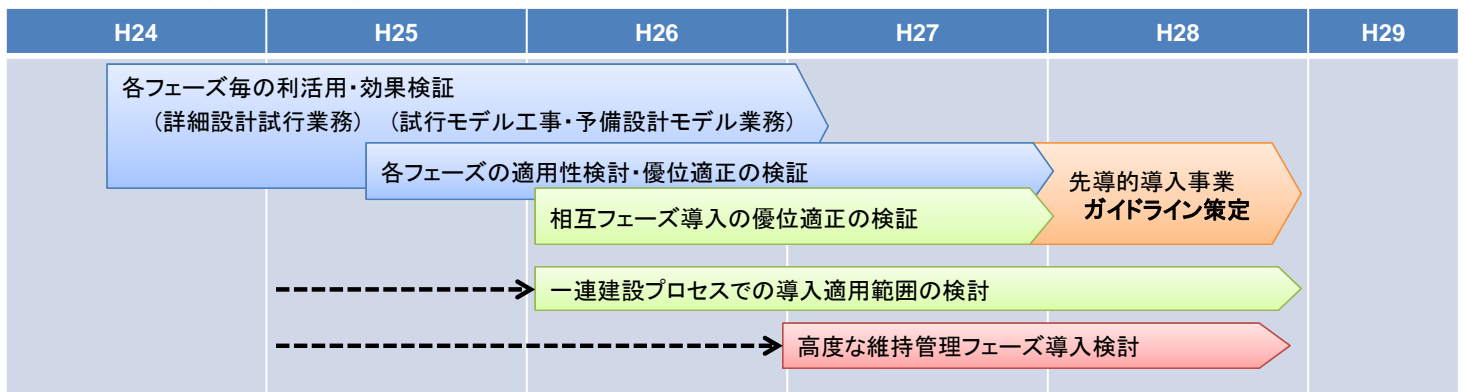 H24 H25 H26 H27 H28 H29
各フェーズ毎の利活用・効果検証
(詳細設計試行業務) (試行モデル工事・予備設計モデル業務)
各フェーズの適用性検討・優位適正の検証
先導的導入事業
ガイドライン策定
相互フェーズ導入の優位適正の検証
一連建設プロセスでの導入適用範囲の検討
高度な維持管理フェーズ導入検討